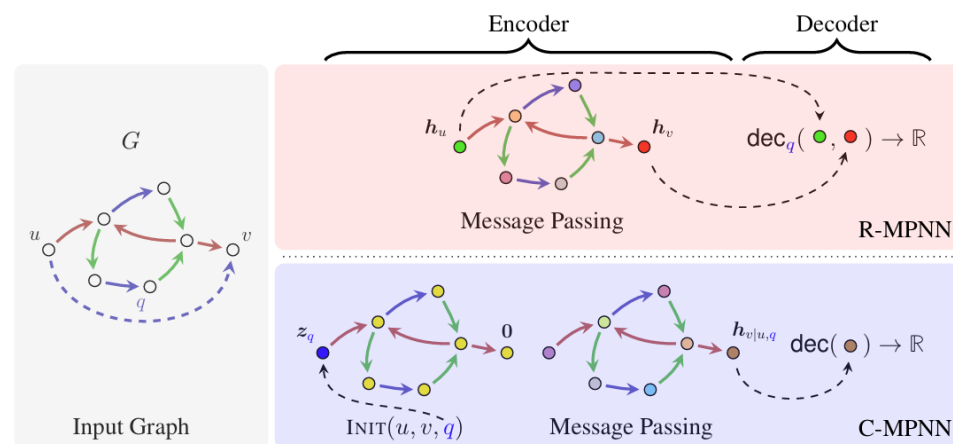 Encoder
Decoder
G
u
v
q
Input Graph
h_u
h_v
dec_q( , ) → ℝ
Message Passing
R-MPNN
z_q
0
INIT(u, v, q)
h_{v|u,q}
dec( ) → ℝ
Message Passing
C-MPNN